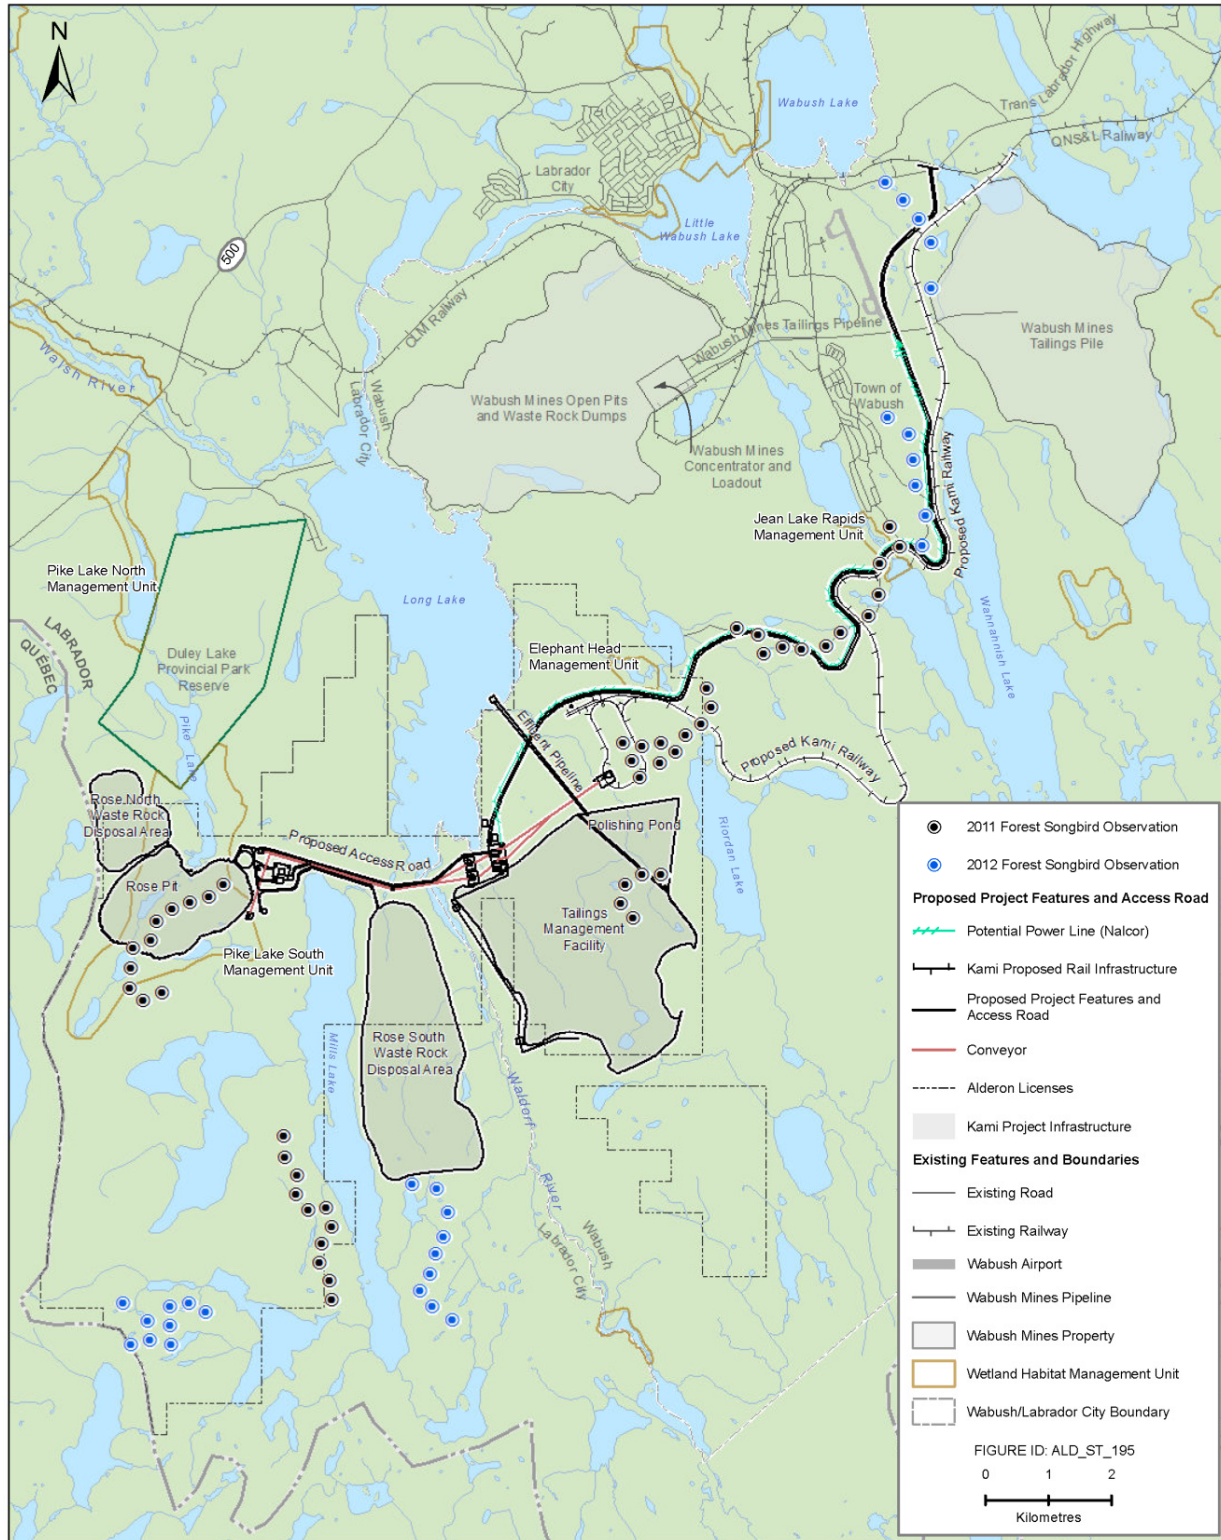 N
Wabush Lake
Trans Labrador Highway
QNS&L Raliway
Labrador
City
Little
Wabush Lake
500
CLM Railway
Wabush Mines Tailings Pipeline
Wabush Mines
Tailings Pile
Walsh River
Wabush
Labrador City
Wabush Mines Open Pits
and Waste Rock Dumps
Town of
Wabush
Wabush Mines
Concentrator and
Loadout
Proposed Kami Railway
Jean Lake Rapids
Management Unit
Pike Lake North
Management Unit
Long Lake
Wahnahnish Lake
LABRADOR
QUÉBEC
Duley Lake
Provincial Park
Reserve
Elephant Head
Management Unit
Pike Lake
Effluent Pipeline
Proposed Kami Railway
Rose North
Waste Rock
Disposal Area
Proposed Access Road
Polishing Pond
Riordan Lake
Rose Pit
Tailings
Management
Facility
Pike Lake South
Management Unit
Mills Lake
Rose South
Waste Rock
Disposal Area
Waldorf River
Wabush
Labrador City
2011 Forest Songbird Observation
2012 Forest Songbird Observation
Proposed Project Features and Access Road
Potential Power Line (Nalcor)
Kami Proposed Rail Infrastructure
Proposed Project Features and
Access Road
Conveyor
Alderon Licenses
Kami Project Infrastructure
Existing Features and Boundaries
Existing Road
Existing Railway
Wabush Airport
Wabush Mines Pipeline
Wabush Mines Property
Wetland Habitat Management Unit
Wabush/Labrador City Boundary
FIGURE ID: ALD_ST_195
0 1 2
Kilometres